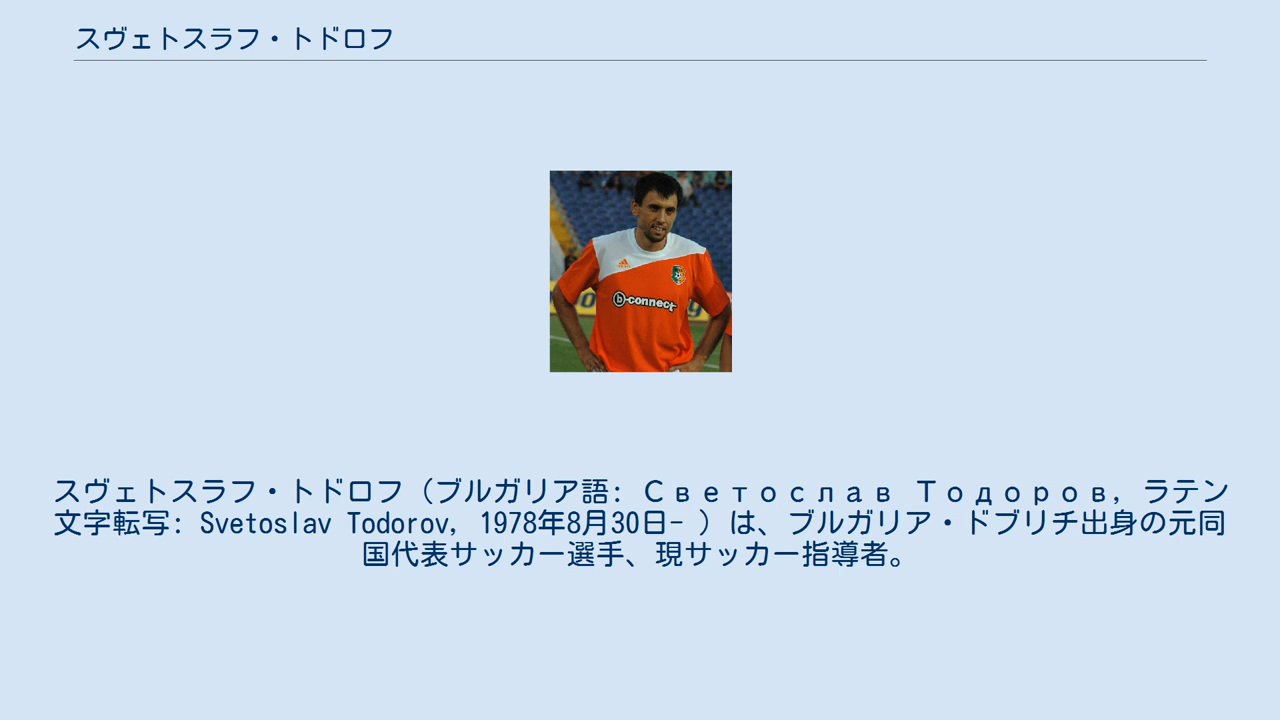 スヴェトスラフ・トドロフ
b-connect
スヴェトスラフ・トドロフ（ブルガリア語: Светослав Тодоров, ラテン
文字転写: Svetoslav Todorov, 1978年8月30日- ）は、ブルガリア・ドブリチ出身の元同
国代表サッカー選手、現サッカー指導者。